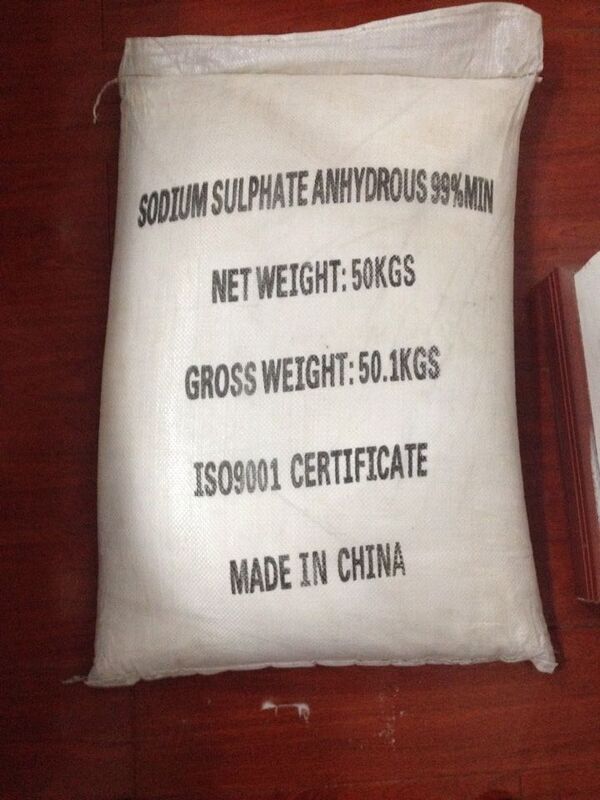 SODIUM SULPHATE ANHYDROUS 99%MIN
NET WEIGHT: 50KGS
GROSS WEIGHT: 50.1KGS
ISO9001 CERTIFICATE
MADE IN CHINA